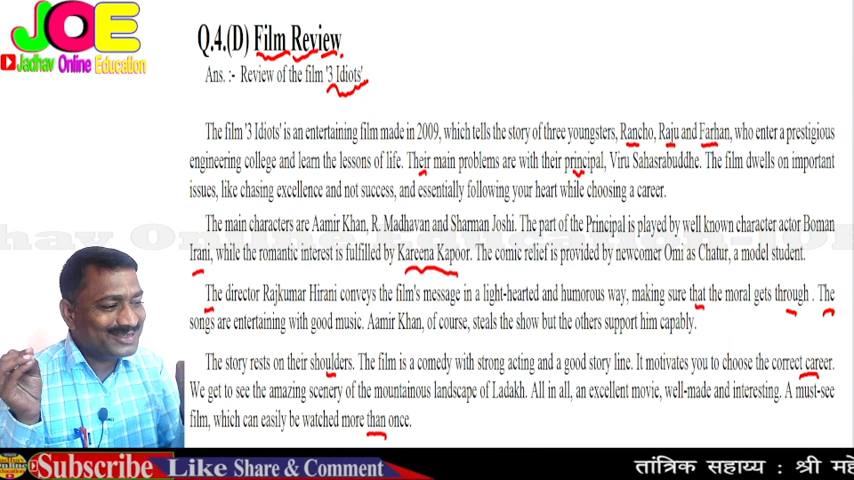 JOE
Jadhav Online Education
Q.4.(D) Film Review
Ans. :- Review of the film '3 Idiots'
The film '3 Idiots' is an entertaining film made in 2009, which tells the story of three youngsters, Rancho, Raju and Farhan, who enter a prestigious
engineering college and learn the lessons of life. Their main problems are with their principal, Viru Sahasrabuddhe. The film dwells on important
issues, like chasing excellence and not success, and essentially following your heart while choosing a career.
The main characters are Aamir Khan, R. Madhavan and Sharman Joshi. The part of the Principal is played by well known character actor Boman
Irani, while the romantic interest is fulfilled by Kareena Kapoor. The comic relief is provided by newcomer Omi as Chatur, a model student.
The director Rajkumar Hirani conveys the film's message in a light-hearted and humorous way, making sure that the moral gets through . The
songs are entertaining with good music. Aamir Khan, of course, steals the show but the others support him capably.
The story rests on their shoulders. The film is a comedy with strong acting and a good story line. It motivates you to choose the correct career.
We get to see the amazing scenery of the mountainous landscape of Ladakh. All in all, an excellent movie, well-made and interesting. A must-see
film, which can easily be watched more than once.
Subscribe Like Share & Comment
तांत्रिक सहाय्य : श्री